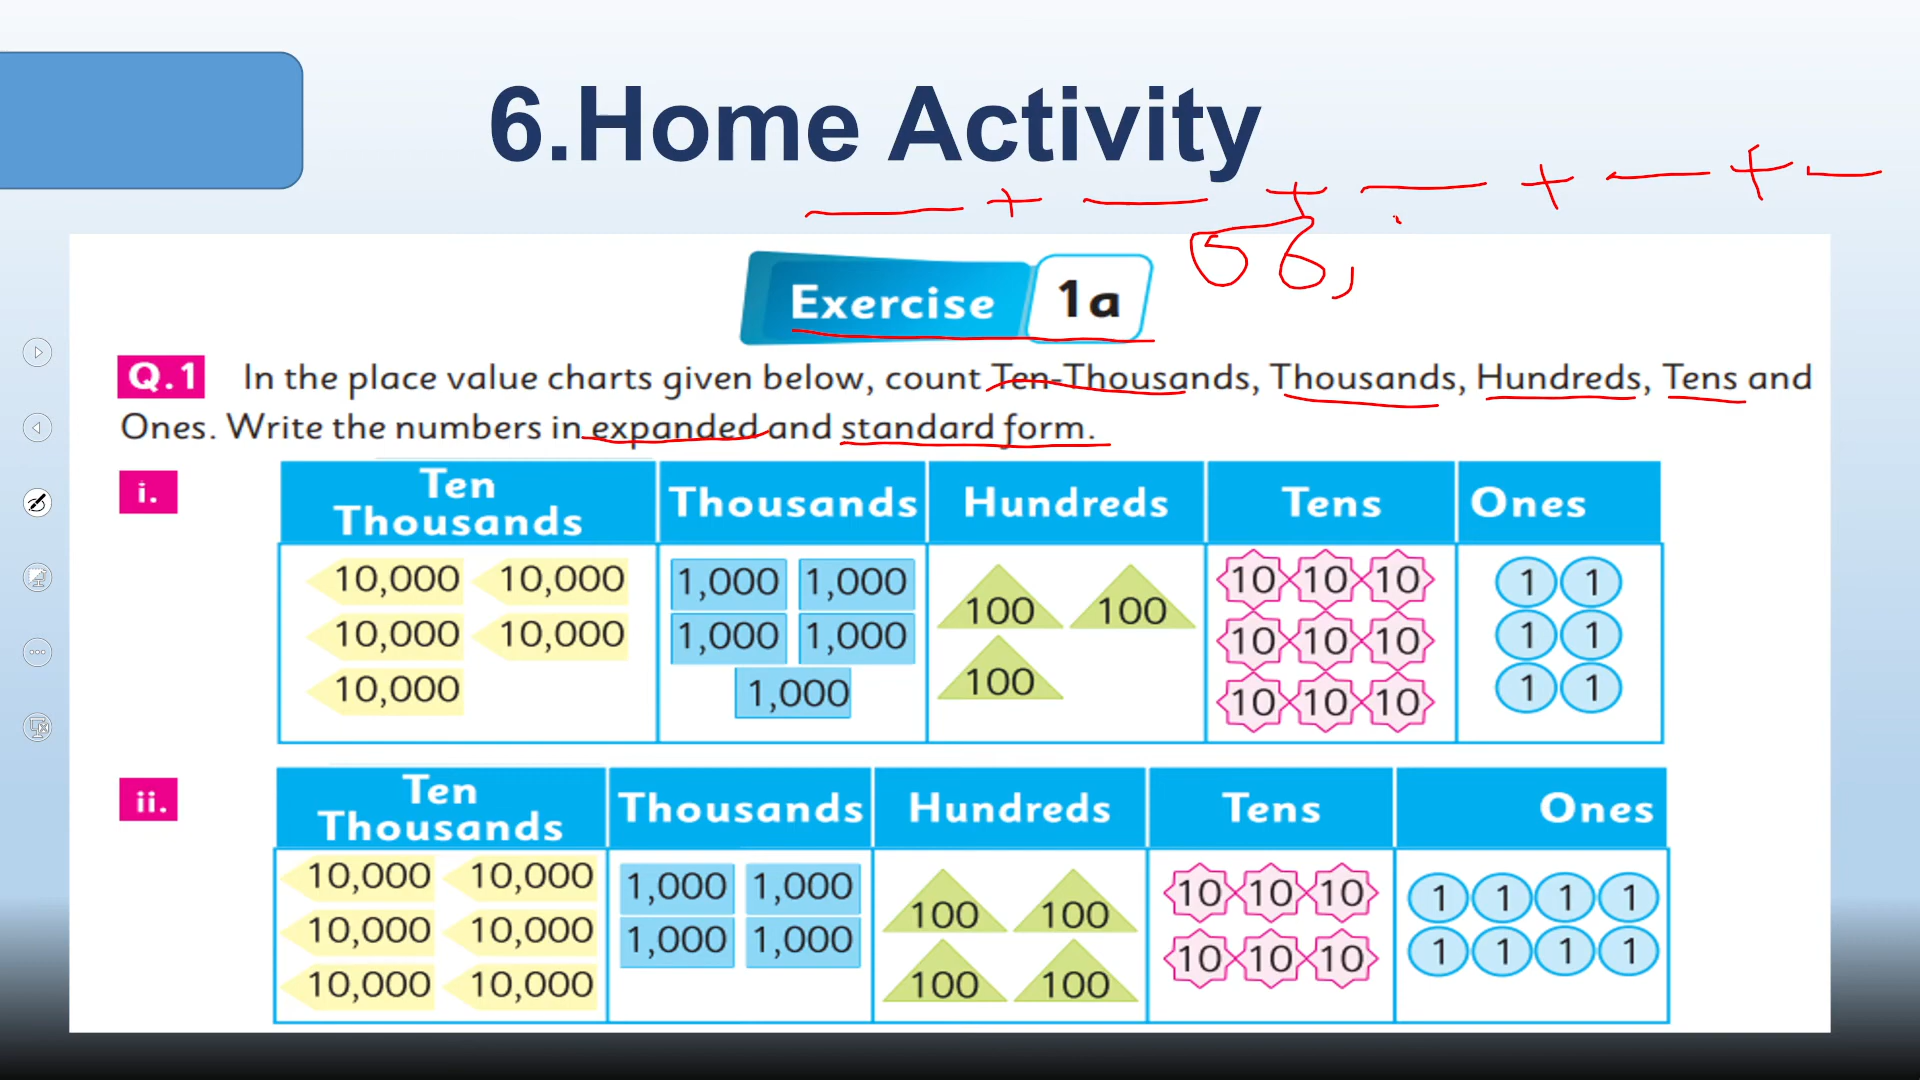 6.Home Activity
— + — + — + — + —
56,
Exercise 1a
Q.1 In the place value charts given below, count Ten-Thousands, Thousands, Hundreds, Tens and
Ones. Write the numbers in expanded and standard form.
i.
Ten Thousands Thousands Hundreds Tens Ones
10,000 10,000 1,000 1,000 100 100 10 10 10 1 1
10,000 10,000 1,000 1,000 10 10 10 1 1
10,000 1,000 100 10 10 10 1 1
ii.
Ten Thousands Thousands Hundreds Tens Ones
10,000 10,000 1,000 1,000 100 100 10 10 10 1 1 1 1
10,000 10,000 1,000 1,000 10 10 10 1 1 1 1
10,000 10,000 100 100